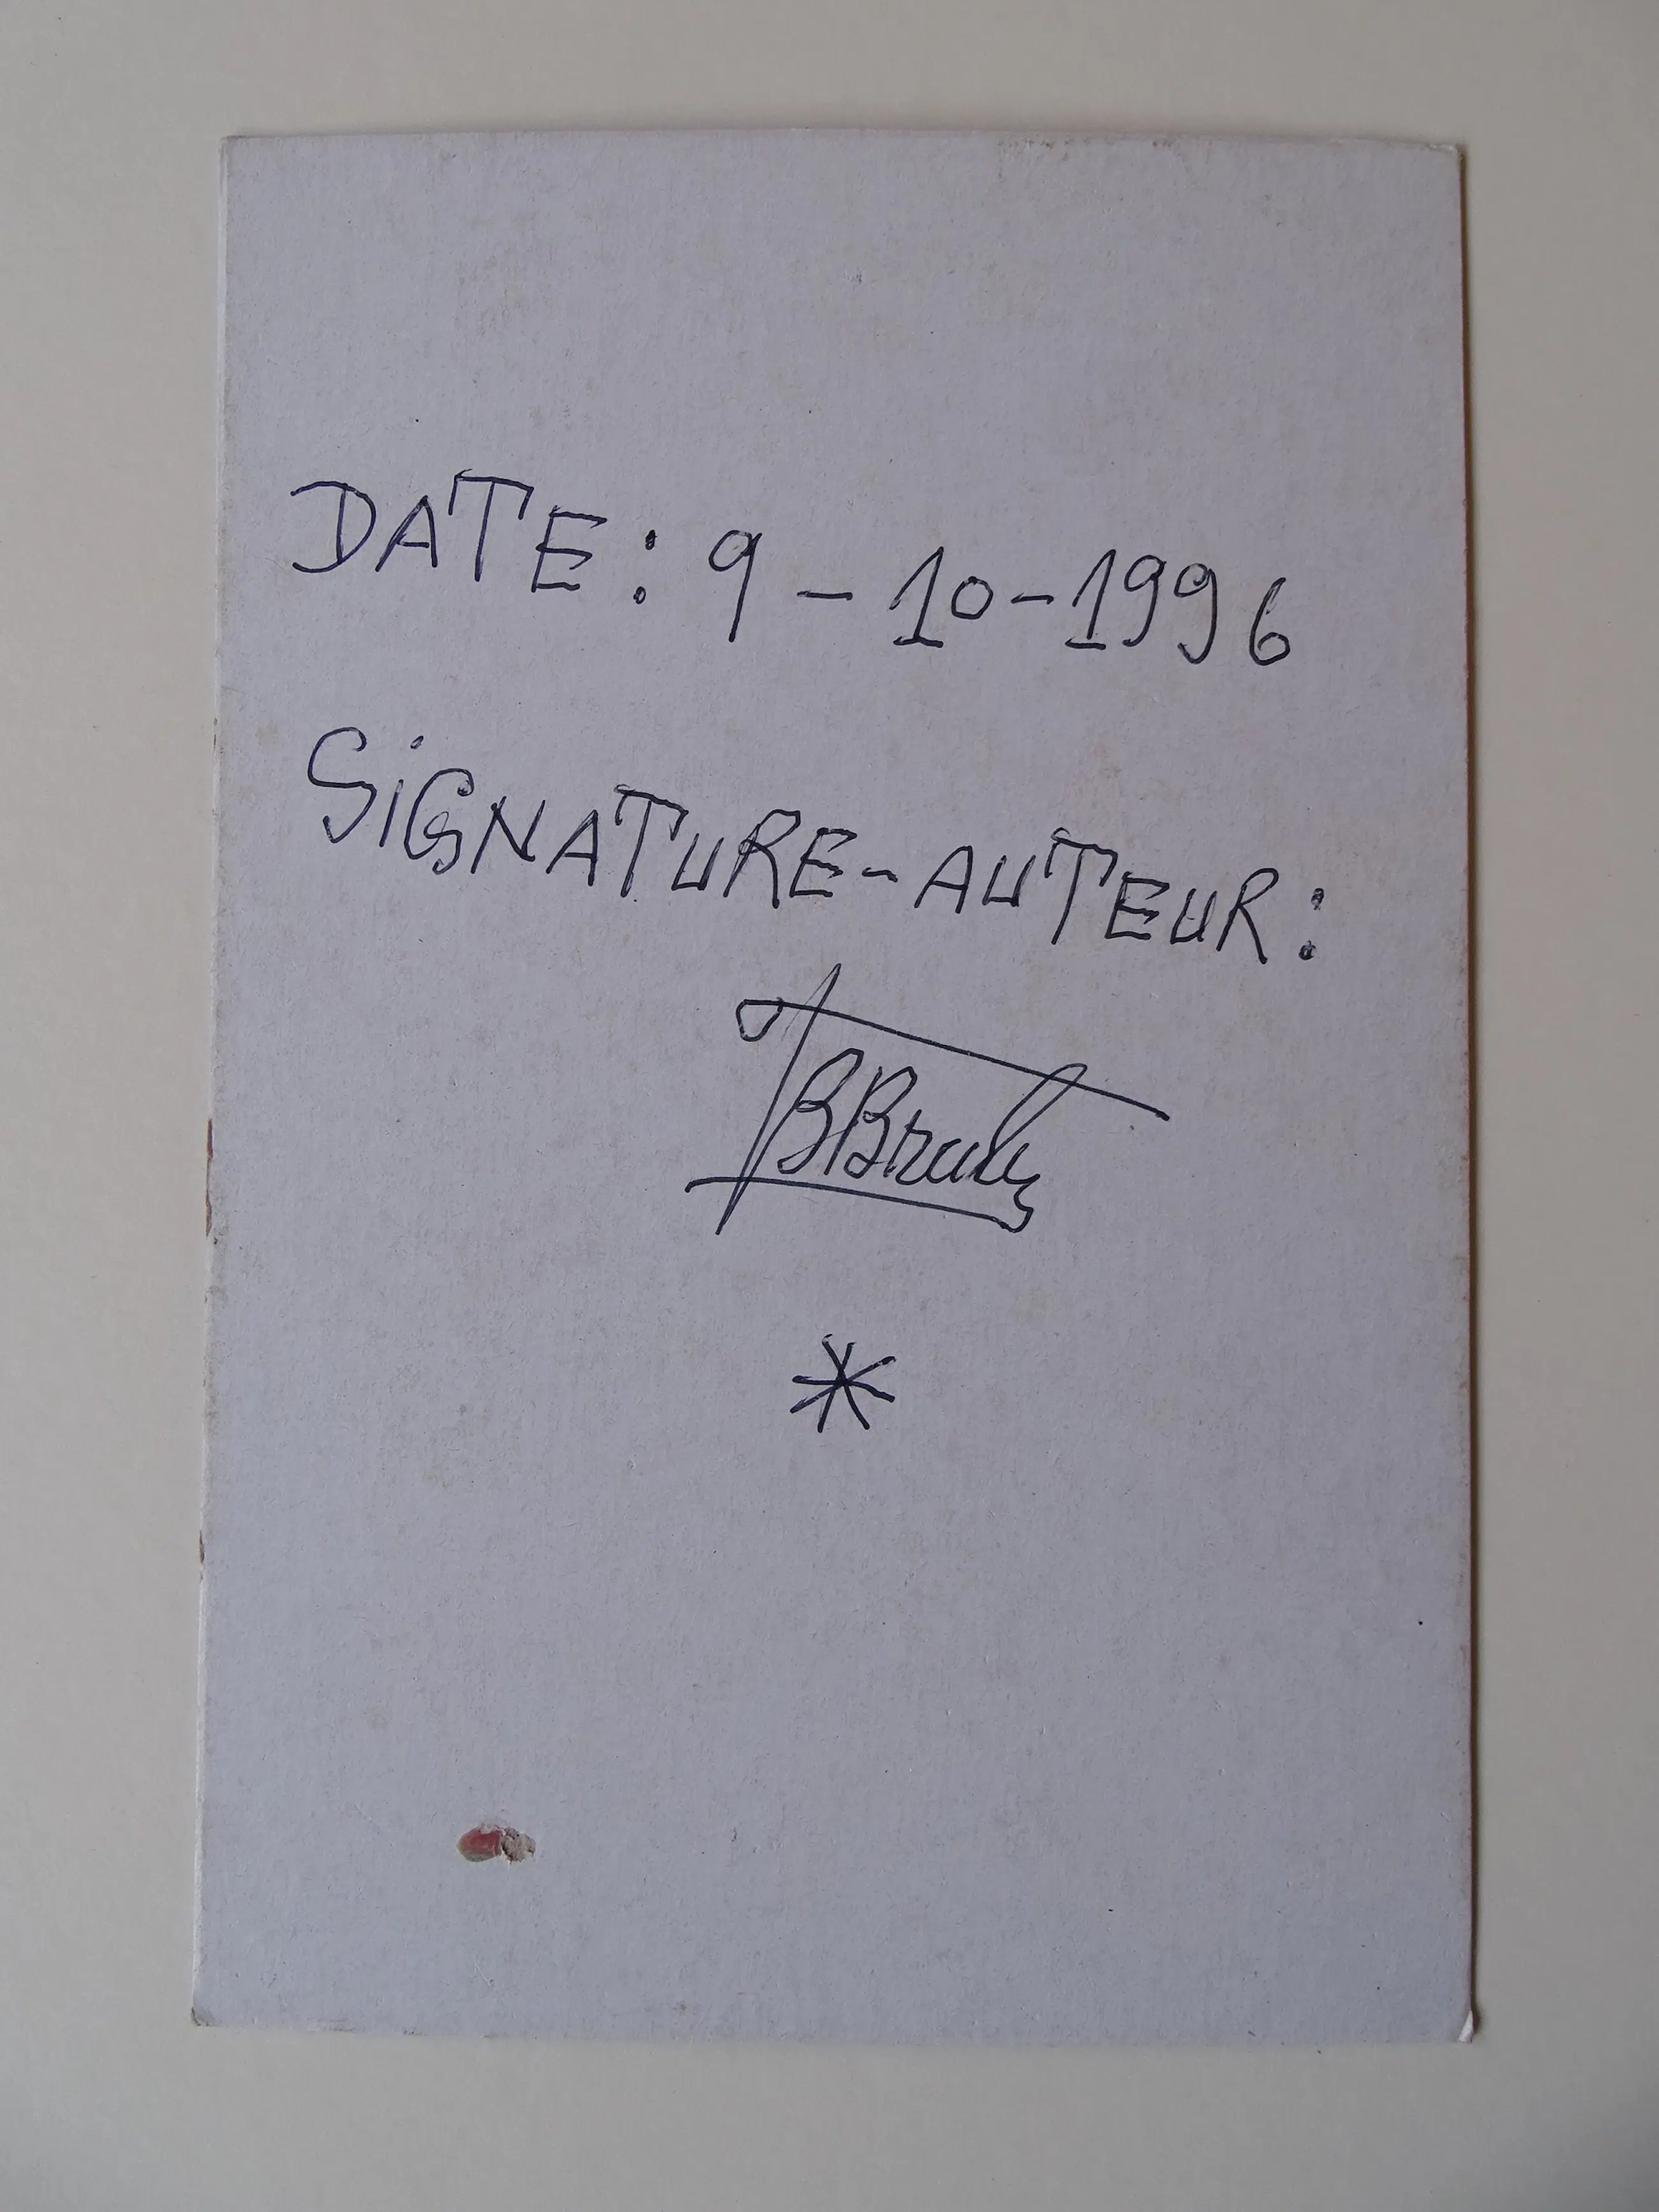 DATE: 9-10-1996
SiGNATURE-AUTEUR:
*